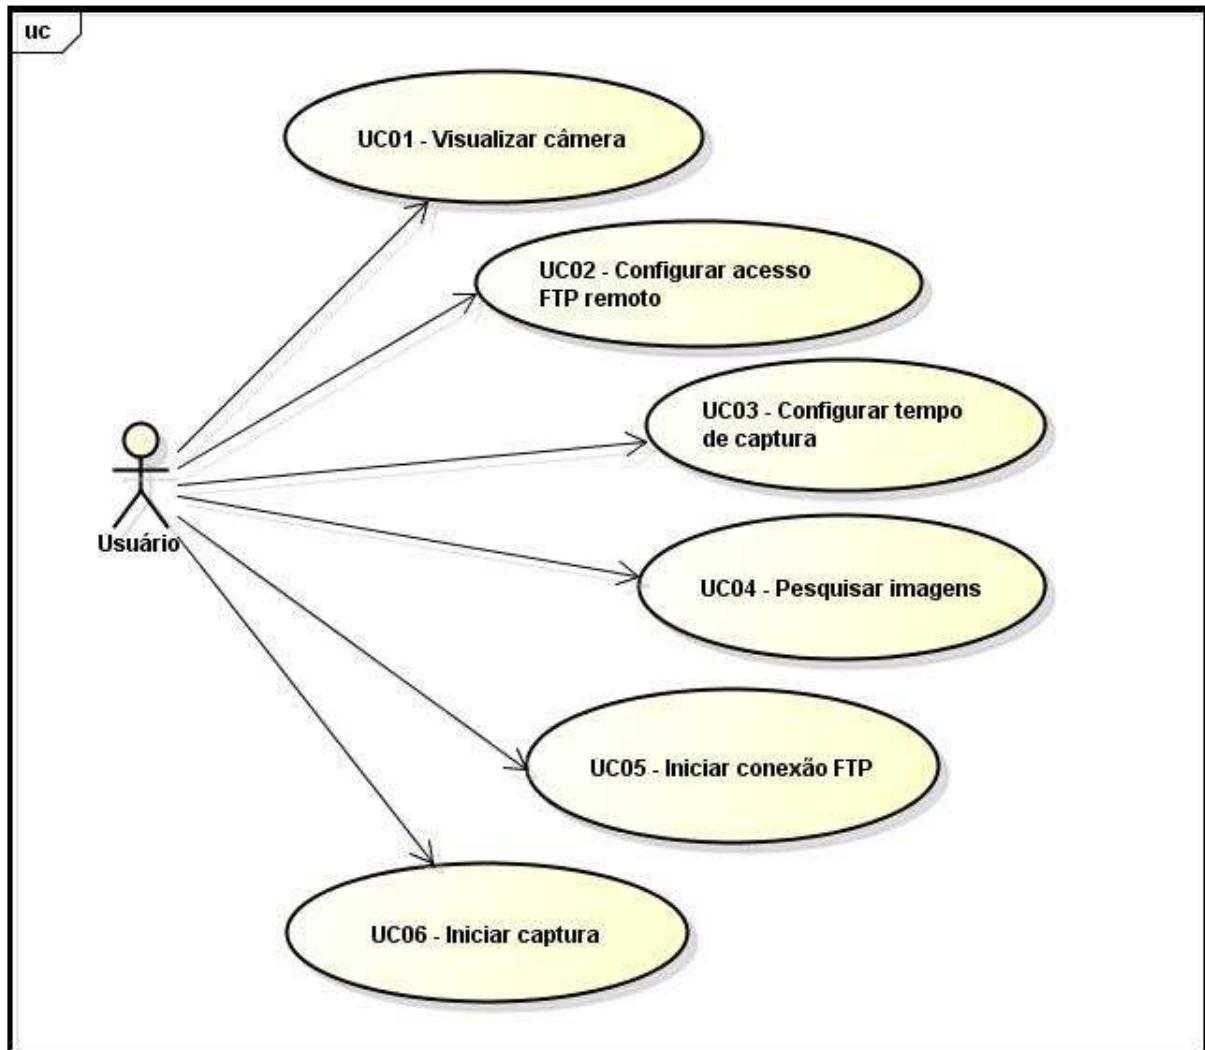 uc
UC01 - Visualizar câmera
UC02 - Configurar acesso
FTP remoto
UC03 - Configurar tempo
de captura
Usuário
UC04 - Pesquisar imagens
UC05 - Iniciar conexão FTP
UC06 - Iniciar captura